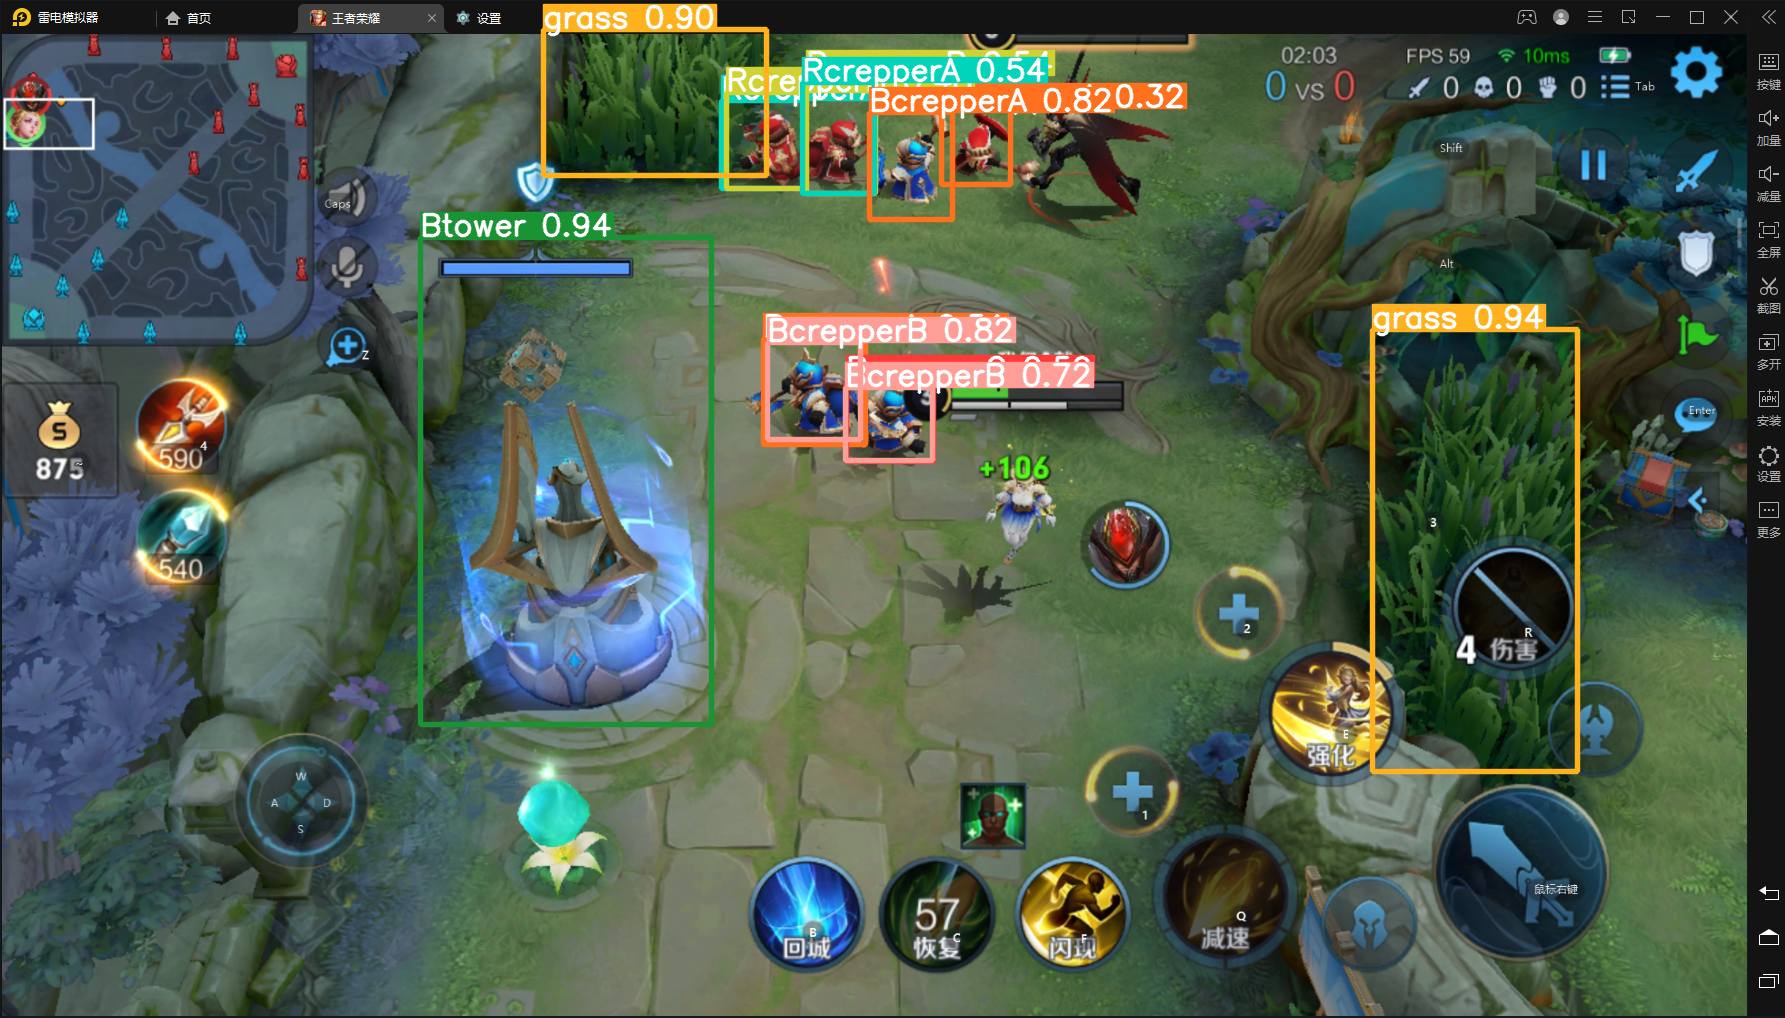 雷电模拟器
首页
王者荣耀
设置
grass 0.90
RcrepperA 0.54
BcrepperA 0.82
0.32
02:03
FPS 59
10ms
0 VS 0
0
0
0
Tab
按键
加量
减量
全屏
截图
多开
安装
设置
更多
APK
Caps
Shift
Alt
Btower 0.94
Z
BcrepperB 0.82
BcrepperB 0.72
grass 0.94
Enter
S
875
4
590
540
3
+106
3
R
4 伤害
2
E
强化
1
W
A
D
S
B
回城
57
C
恢复
F
闪现
Q
减速
鼠标右键